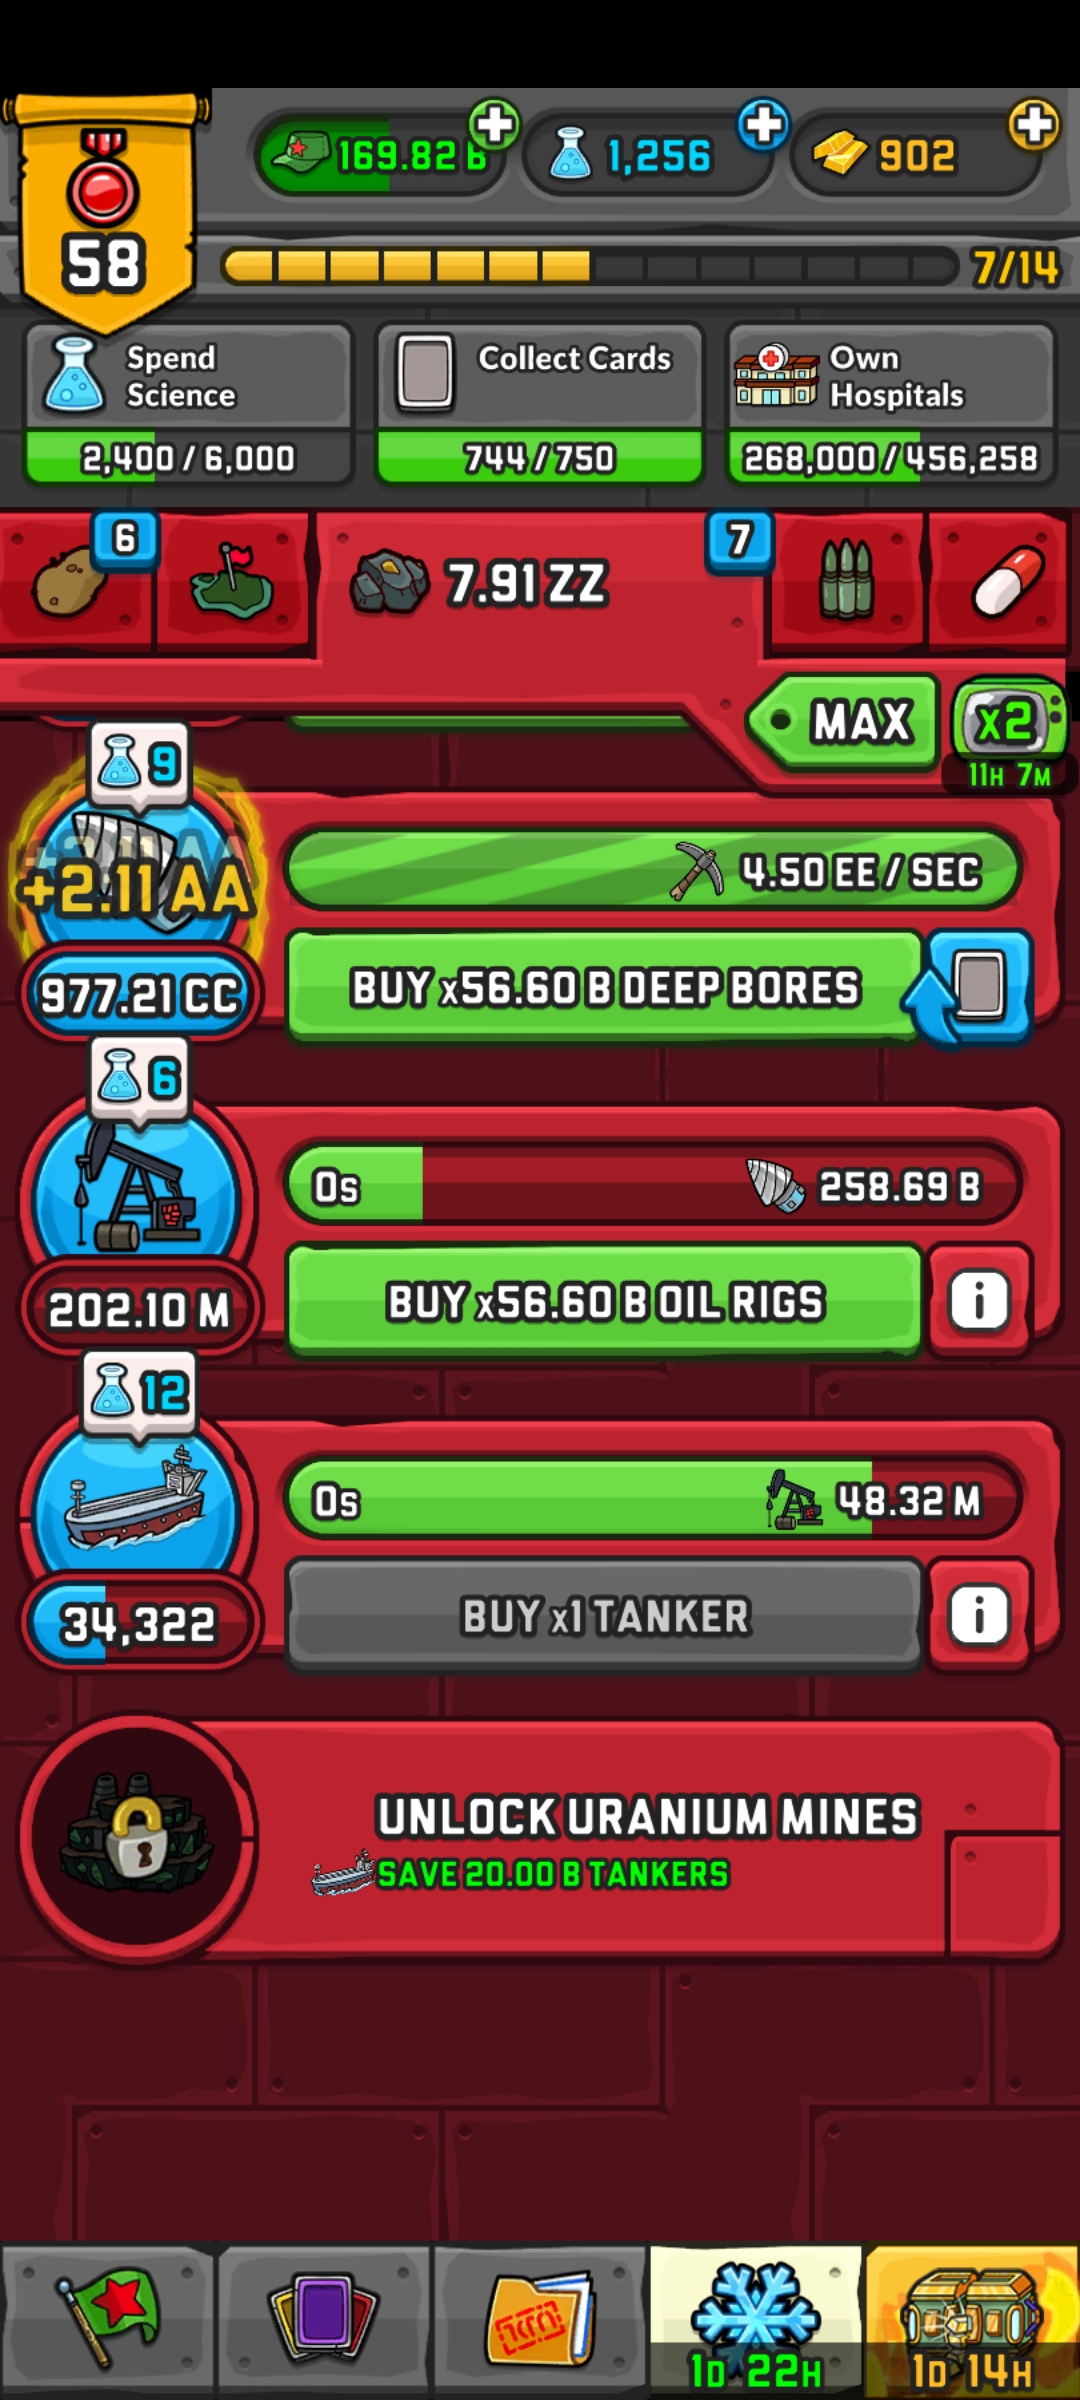 58
169.82 B
1,256
902
7/14
Spend
Science
2,400 / 6,000
Collect Cards
744 / 750
Own
Hospitals
268,000 / 456,258
6
7.91 ZZ
7
MAX
x2
11H 7M
9
+2.11 AA
4.50 EE / SEC
977.21 CC
BUY x56.60 B DEEP BORES
6
0s
258.69 B
202.10 M
BUY x56.60 B OIL RIGS
i
12
0s
48.32 M
34,322
BUY x1 TANKER
i
UNLOCK URANIUM MINES
SAVE 20.00 B TANKERS
1D 22H
1D 14H